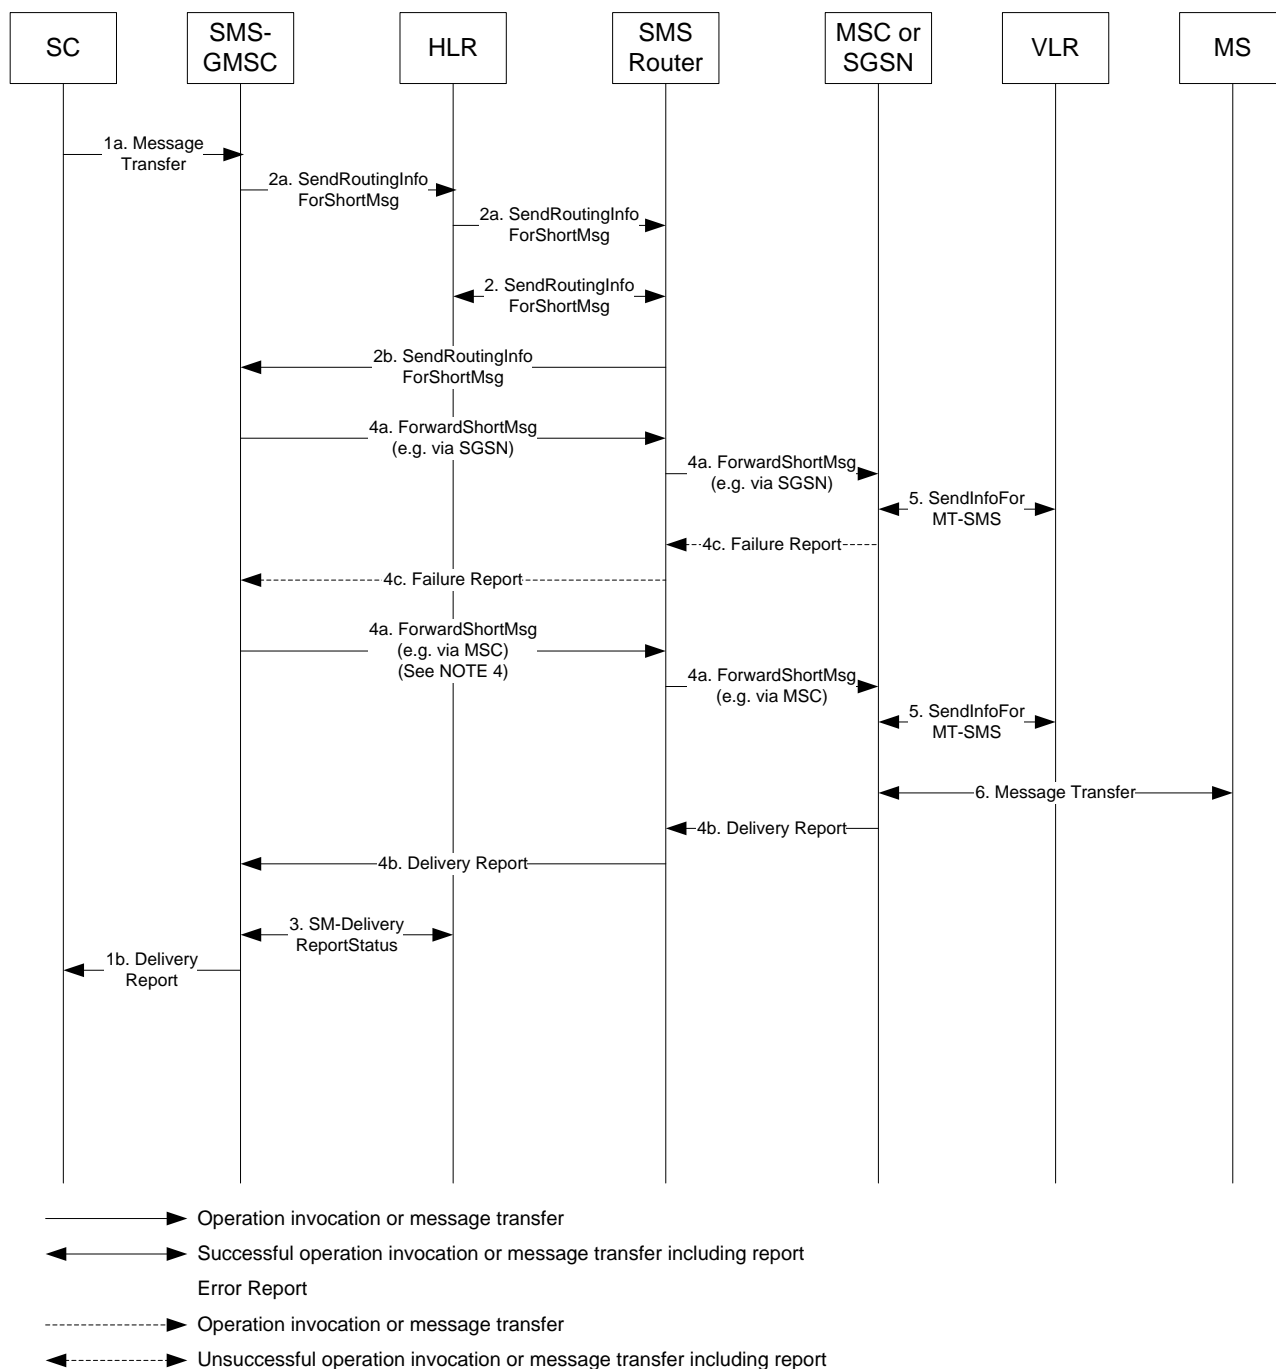 SC
SMS-
GMSC
HLR
SMS
Router
MSC or
SGSN
VLR
MS
1a. Message
Transfer
2a. SendRoutingInfo
ForShortMsg
2a. SendRoutingInfo
ForShortMsg
2. SendRoutingInfo
ForShortMsg
2b. SendRoutingInfo
ForShortMsg
4a. ForwardShortMsg
(e.g. via SGSN)
4a. ForwardShortMsg
(e.g. via SGSN)
5. SendInfoFor
MT-SMS
4c. Failure Report
4c. Failure Report
4a. ForwardShortMsg
(e.g. via MSC)
(See NOTE 4)
4a. ForwardShortMsg
(e.g. via MSC)
5. SendInfoFor
MT-SMS
6. Message Transfer
4b. Delivery Report
4b. Delivery Report
3. SM-Delivery
ReportStatus
1b. Delivery
Report
Operation invocation or message transfer
Successful operation invocation or message transfer including report
Error Report
Operation invocation or message transfer
Unsuccessful operation invocation or message transfer including report